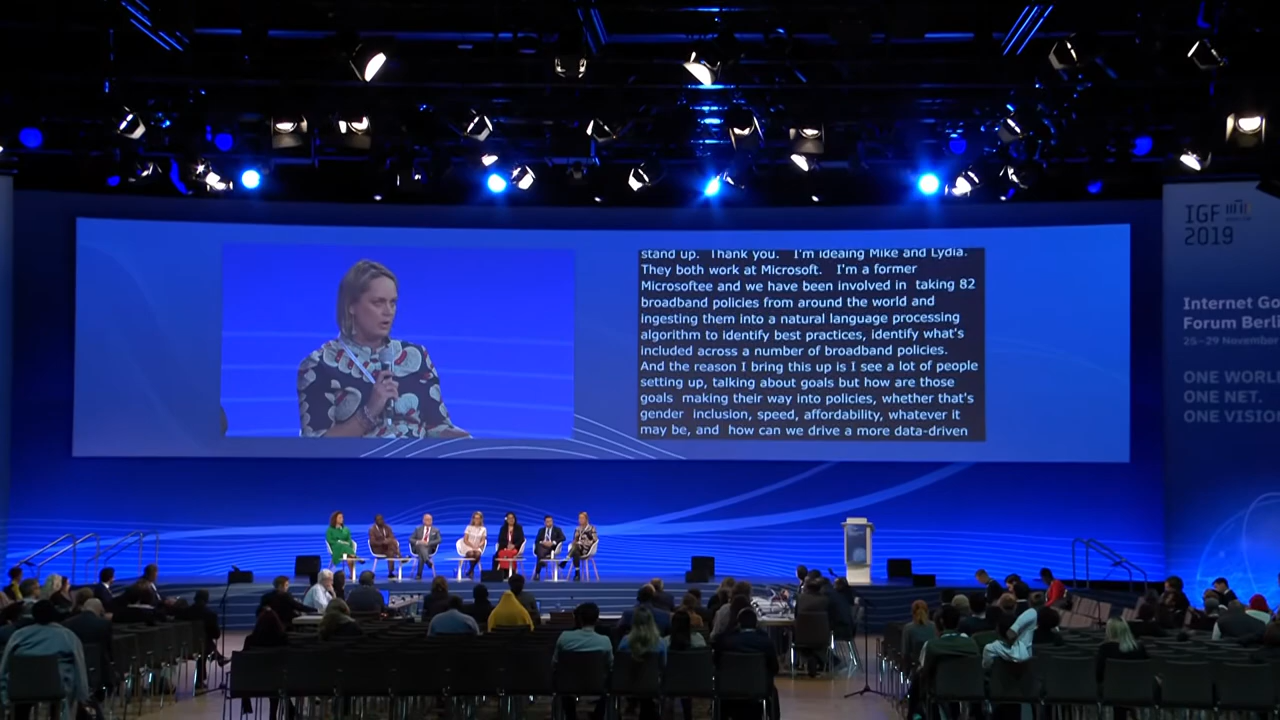 stand up. Thank you. I'm ideaing Mike and Lydia.
They both work at Microsoft. I'm a former
Microsoftee and we have been involved in taking 82
broadband policies from around the world and
ingesting them into a natural language processing
algorithm to identify best practices, identify what's
included across a number of broadband policies.
And the reason I bring this up is I see a lot of people
setting up, talking about goals but how are those
goals making their way into policies, whether that's
gender inclusion, speed, affordability, whatever it
may be, and how can we drive a more data-driven
IGF
2019
Internet Go
Forum Berli
25–29 November
ONE WORL
ONE NET.
ONE VISIO